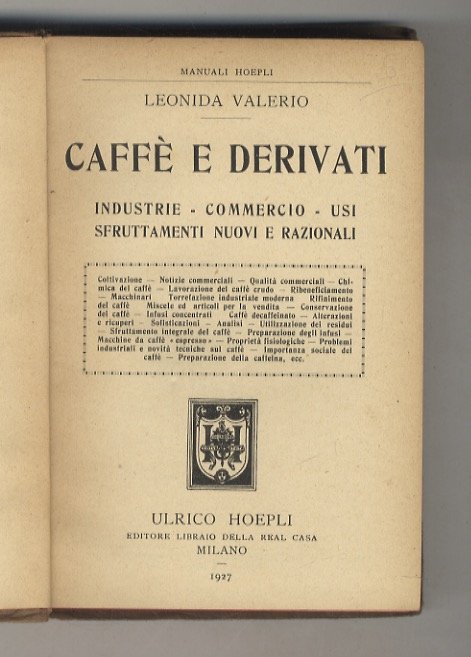 MANUALI HOEPLI
LEONIDA VALERIO
CAFFÈ E DERIVATI
INDUSTRIE - COMMERCIO - USI
SFRUTTAMENTI NUOVI E RAZIONALI
Coltivazione — Notizie commerciali — Qualità commerciali — Chi-
mica del caffè — Lavorazione del caffè crudo — Ribeneficiamento
— Macchinari Torrefazione industriale moderna Rifinimento
del caffè Miscele ed articoli per la vendita — Conservazione
del caffè — Infusi concentrati Caffè decaffeinato — Alterazioni
e ricuperi — Sofisticazioni — Analisi — Utilizzazione dei residui
— Sfruttamento integrale del caffè — Preparazione degli infusi —
Macchine da caffè «espresso» — Proprietà fisiologiche — Problemi
industriali e novità tecniche sul caffè — Importanza sociale del
caffè — Preparazione della caffeina, ecc.
ULRICO HOEPLI
EDITORE LIBRAIO DELLA REAL CASA
MILANO
1927